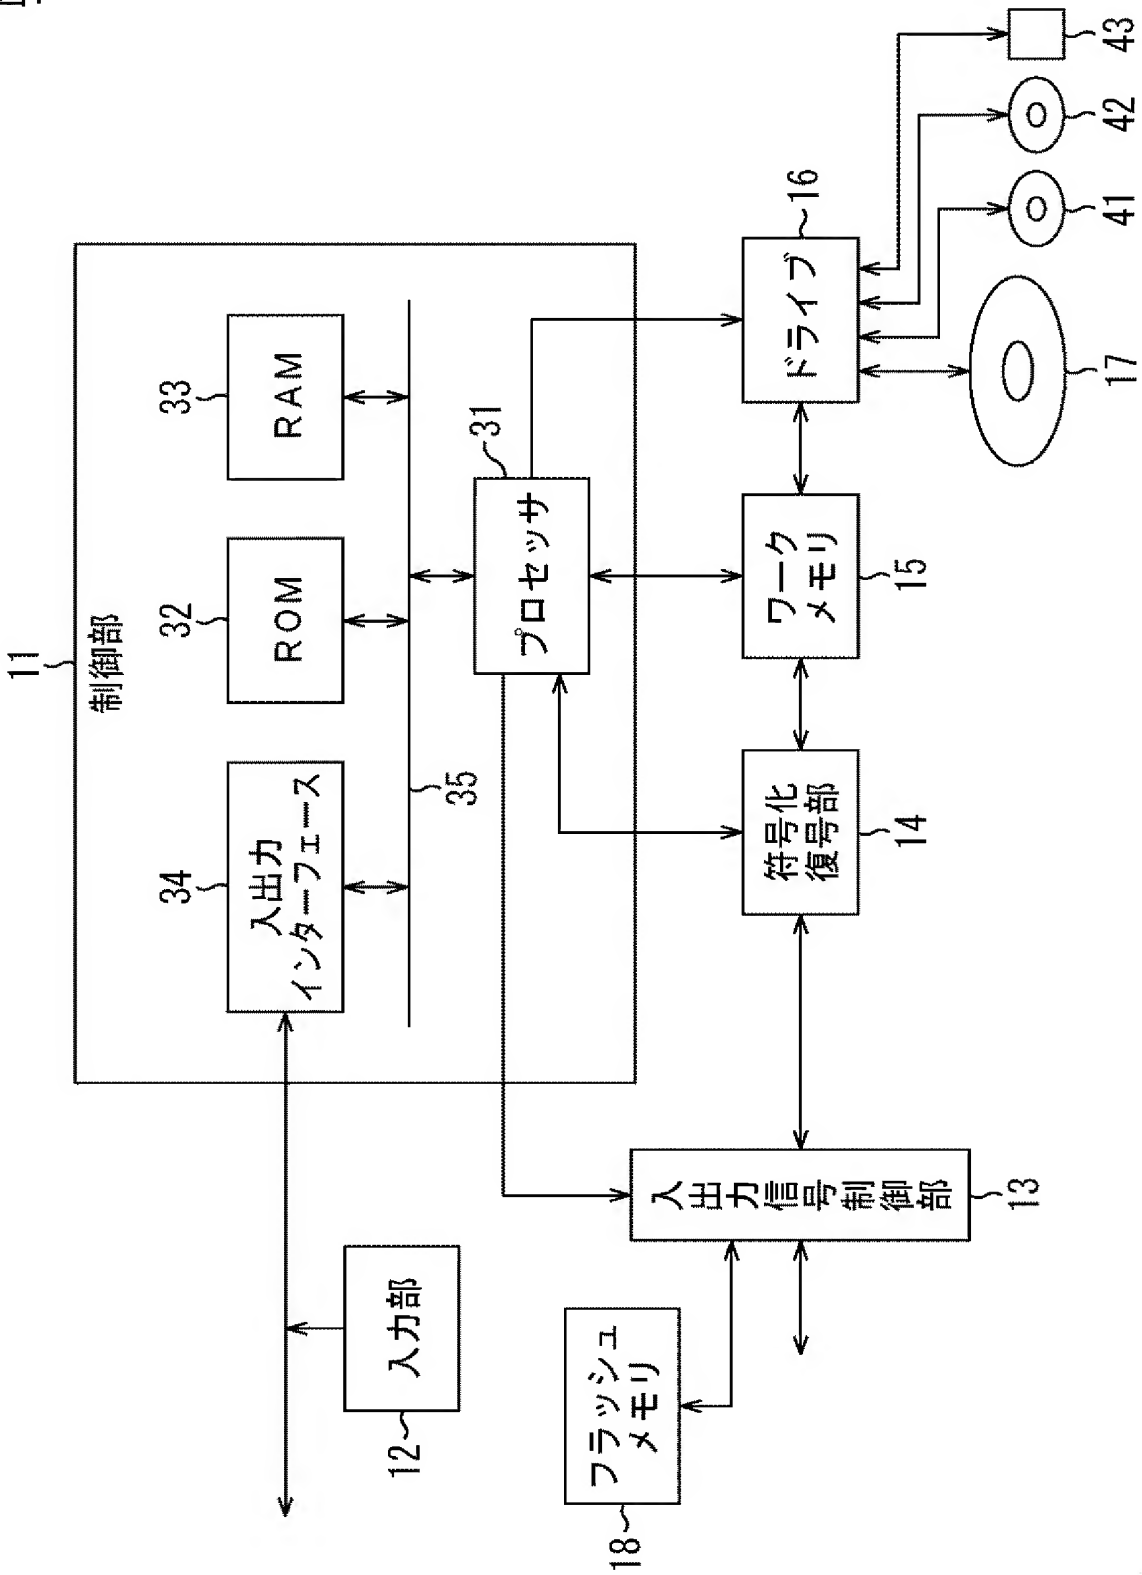 11
制御部
34
入出力
インターフェース
32
ROM
33
RAM
12
入力部
35
31
プロセッサ
18
フラッシュ
メモリ
入出力信号制御部
13
符号化
復号部
14
ワーク
メモリ
15
16
ドライブ
17
41
42
43